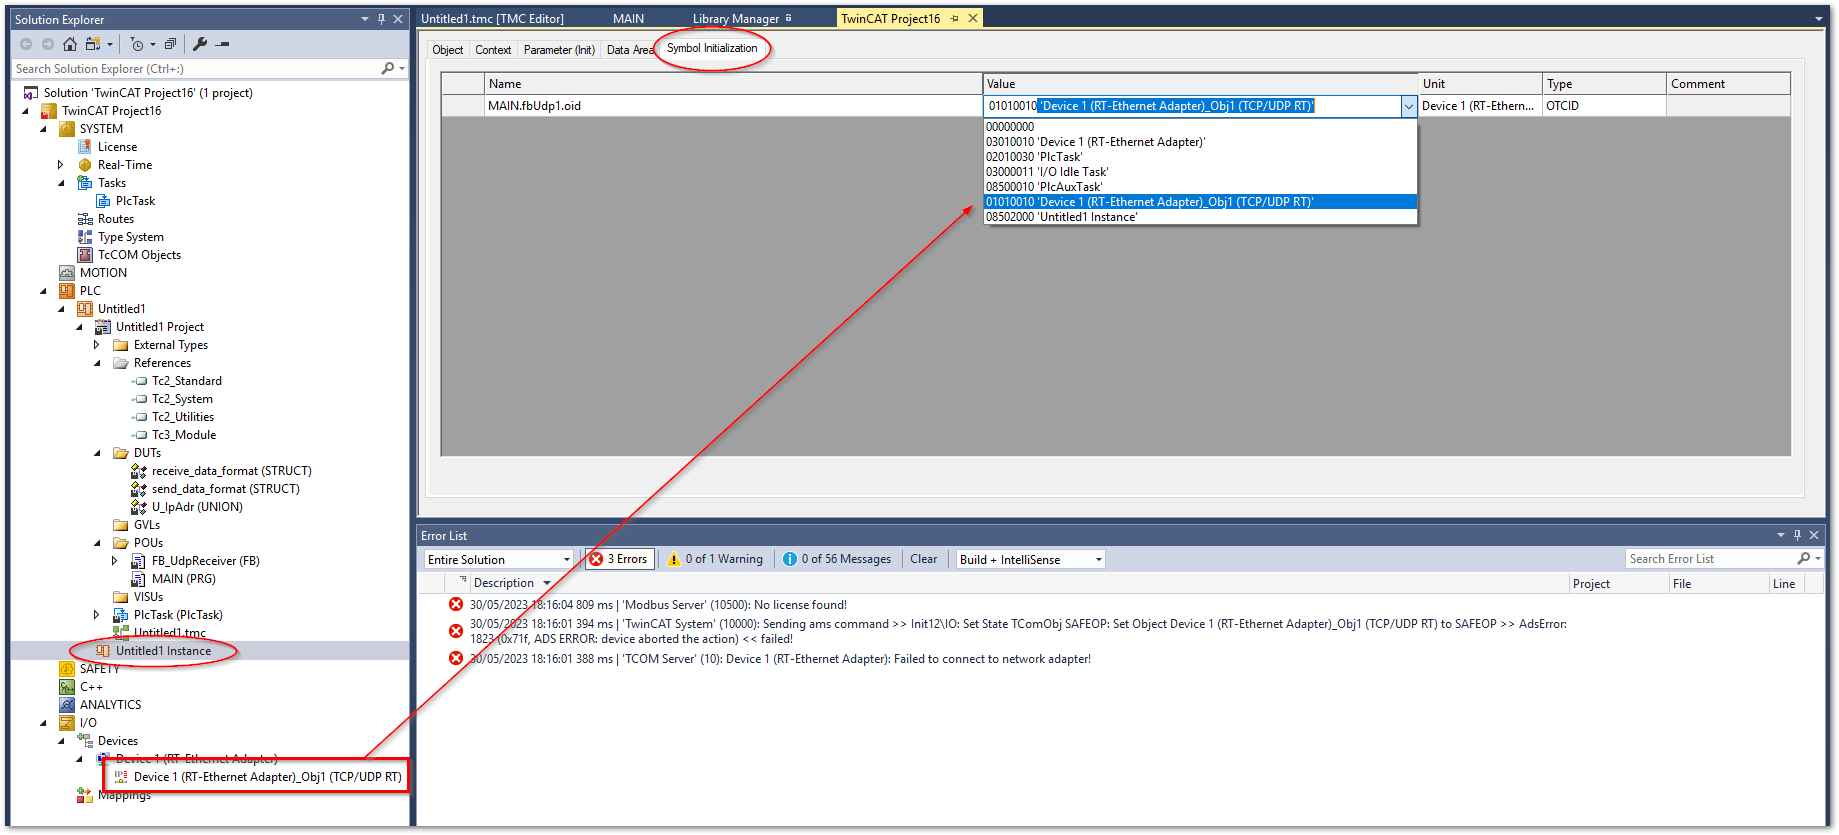 Solution Explorer
Search Solution Explorer (Ctrl+;)
Solution 'TwinCAT Project16' (1 project)
TwinCAT Project16
SYSTEM
License
Real-Time
Tasks
PlcTask
Routes
Type System
TcCOM Objects
MOTION
PLC
Untitled1
Untitled1 Project
External Types
References
Tc2_Standard
Tc2_System
Tc2_Utilities
Tc3_Module
DUTs
receive_data_format (STRUCT)
send_data_format (STRUCT)
U_IpAdr (UNION)
GVLs
POUs
FB_UdpReceiver (FB)
MAIN (PRG)
VISUs
PlcTask (PlcTask)
Untitled1.tmc
Untitled1 Instance
SAFETY
C++
ANALYTICS
I/O
Devices
Device 1 (RT-Ethernet Adapter)
Device 1 (RT-Ethernet Adapter)_Obj1 (TCP/UDP RT)
Mappings
Untitled1.tmc [TMC Editor] MAIN Library Manager TwinCAT Project16
Object Context Parameter (Init) Data Area Symbol Initialization
Name Value Unit Type Comment
MAIN.fbUdp1.oid 01010010 'Device 1 (RT-Ethernet Adapter)_Obj1 (TCP/UDP RT)' Device 1 (RT-Ethern... OTCID
00000000
03010010 'Device 1 (RT-Ethernet Adapter)'
02010030 'PlcTask'
03000011 'I/O Idle Task'
08500010 'PlcAuxTask'
01010010 'Device 1 (RT-Ethernet Adapter)_Obj1 (TCP/UDP RT)'
08502000 'Untitled1 Instance'
Error List
Entire Solution 3 Errors 0 of 1 Warning 0 of 56 Messages Clear Build + IntelliSense Search Error List
Description Project File Line
30/05/2023 18:16:04 809 ms | 'Modbus Server' (10500): No license found!
30/05/2023 18:16:01 394 ms | 'TwinCAT System' (10000): Sending ams command >> Init12\IO: Set State TComObj SAFEOP: Set Object Device 1 (RT-Ethernet Adapter)_Obj1 (TCP/UDP RT) to SAFEOP >> AdsError:
1823 (0x71f, ADS ERROR: device aborted the action) << failed!
30/05/2023 18:16:01 388 ms | 'TCOM Server' (10): Device 1 (RT-Ethernet Adapter): Failed to connect to network adapter!